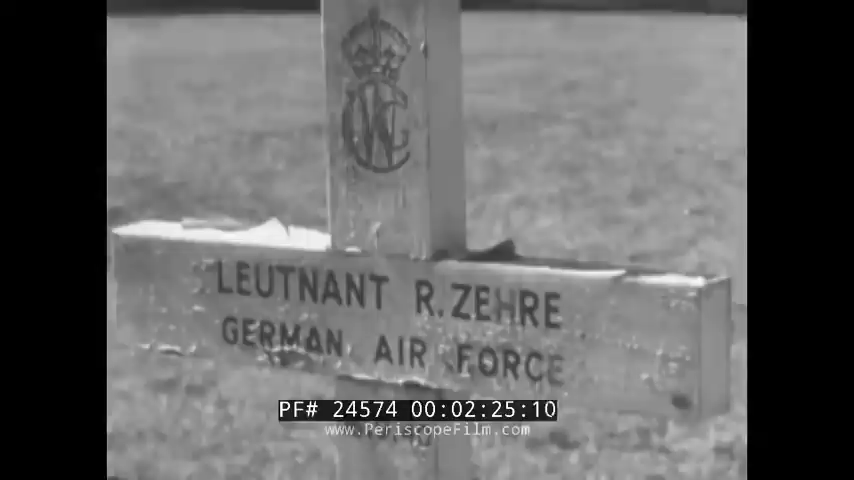 LEUTNANT R. ZEHRE
GERMAN AIR FORCE
PF# 24574 00:02:25:10
www.PeriscopeFilm.com